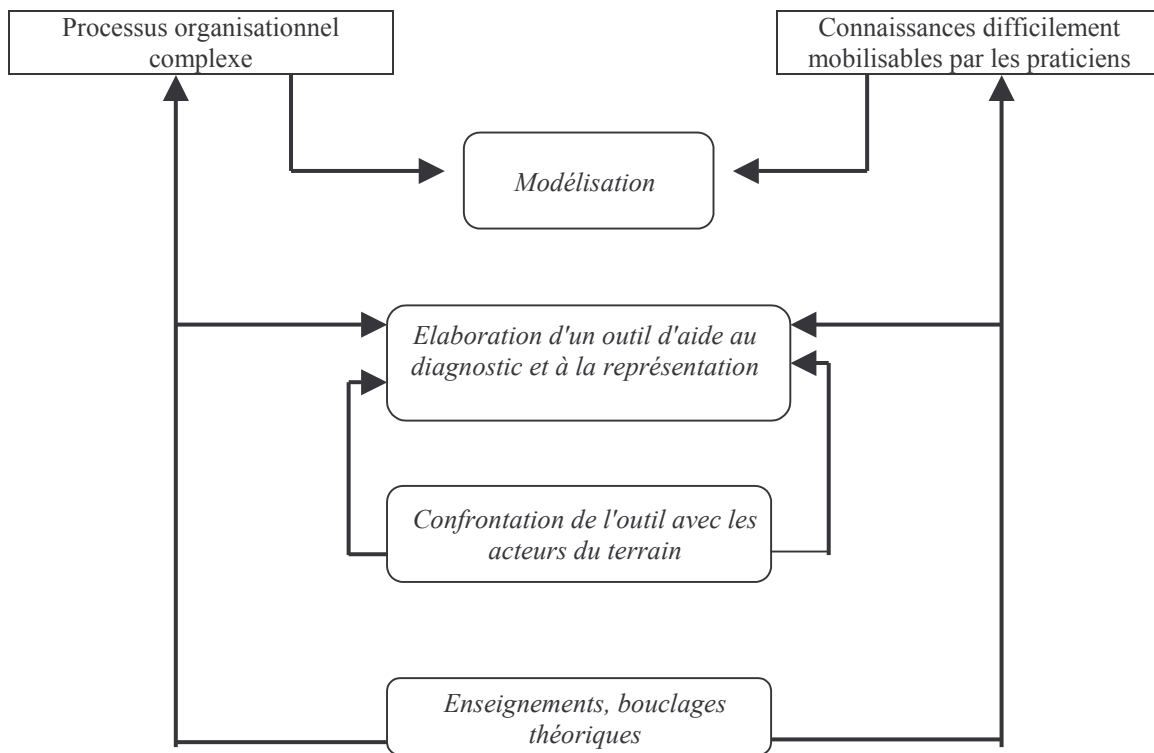 Processus organisationnel
complexe
Connaissances difficilement
mobilisables par les praticiens
Modélisation
Elaboration d'un outil d'aide au
diagnostic et à la représentation
Confrontation de l'outil avec les
acteurs du terrain
Enseignements, bouclages
théoriques